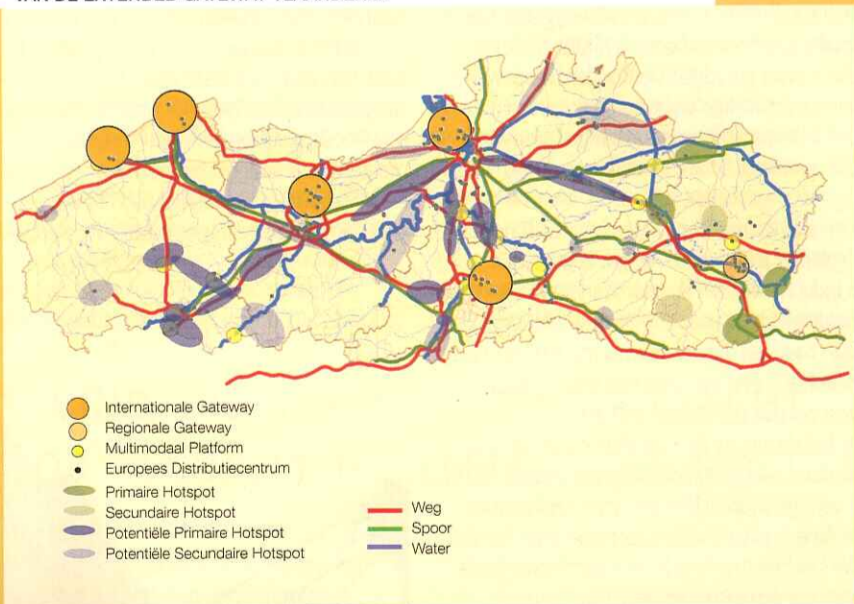 Internationale Gateway
Regionale Gateway
Multimodaal Platform
Europees Distributiecentrum
Primaire Hotspot
Secundaire Hotspot
Potentiële Primaire Hotspot
Potentiële Secundaire Hotspot
Weg
Spoor
Water